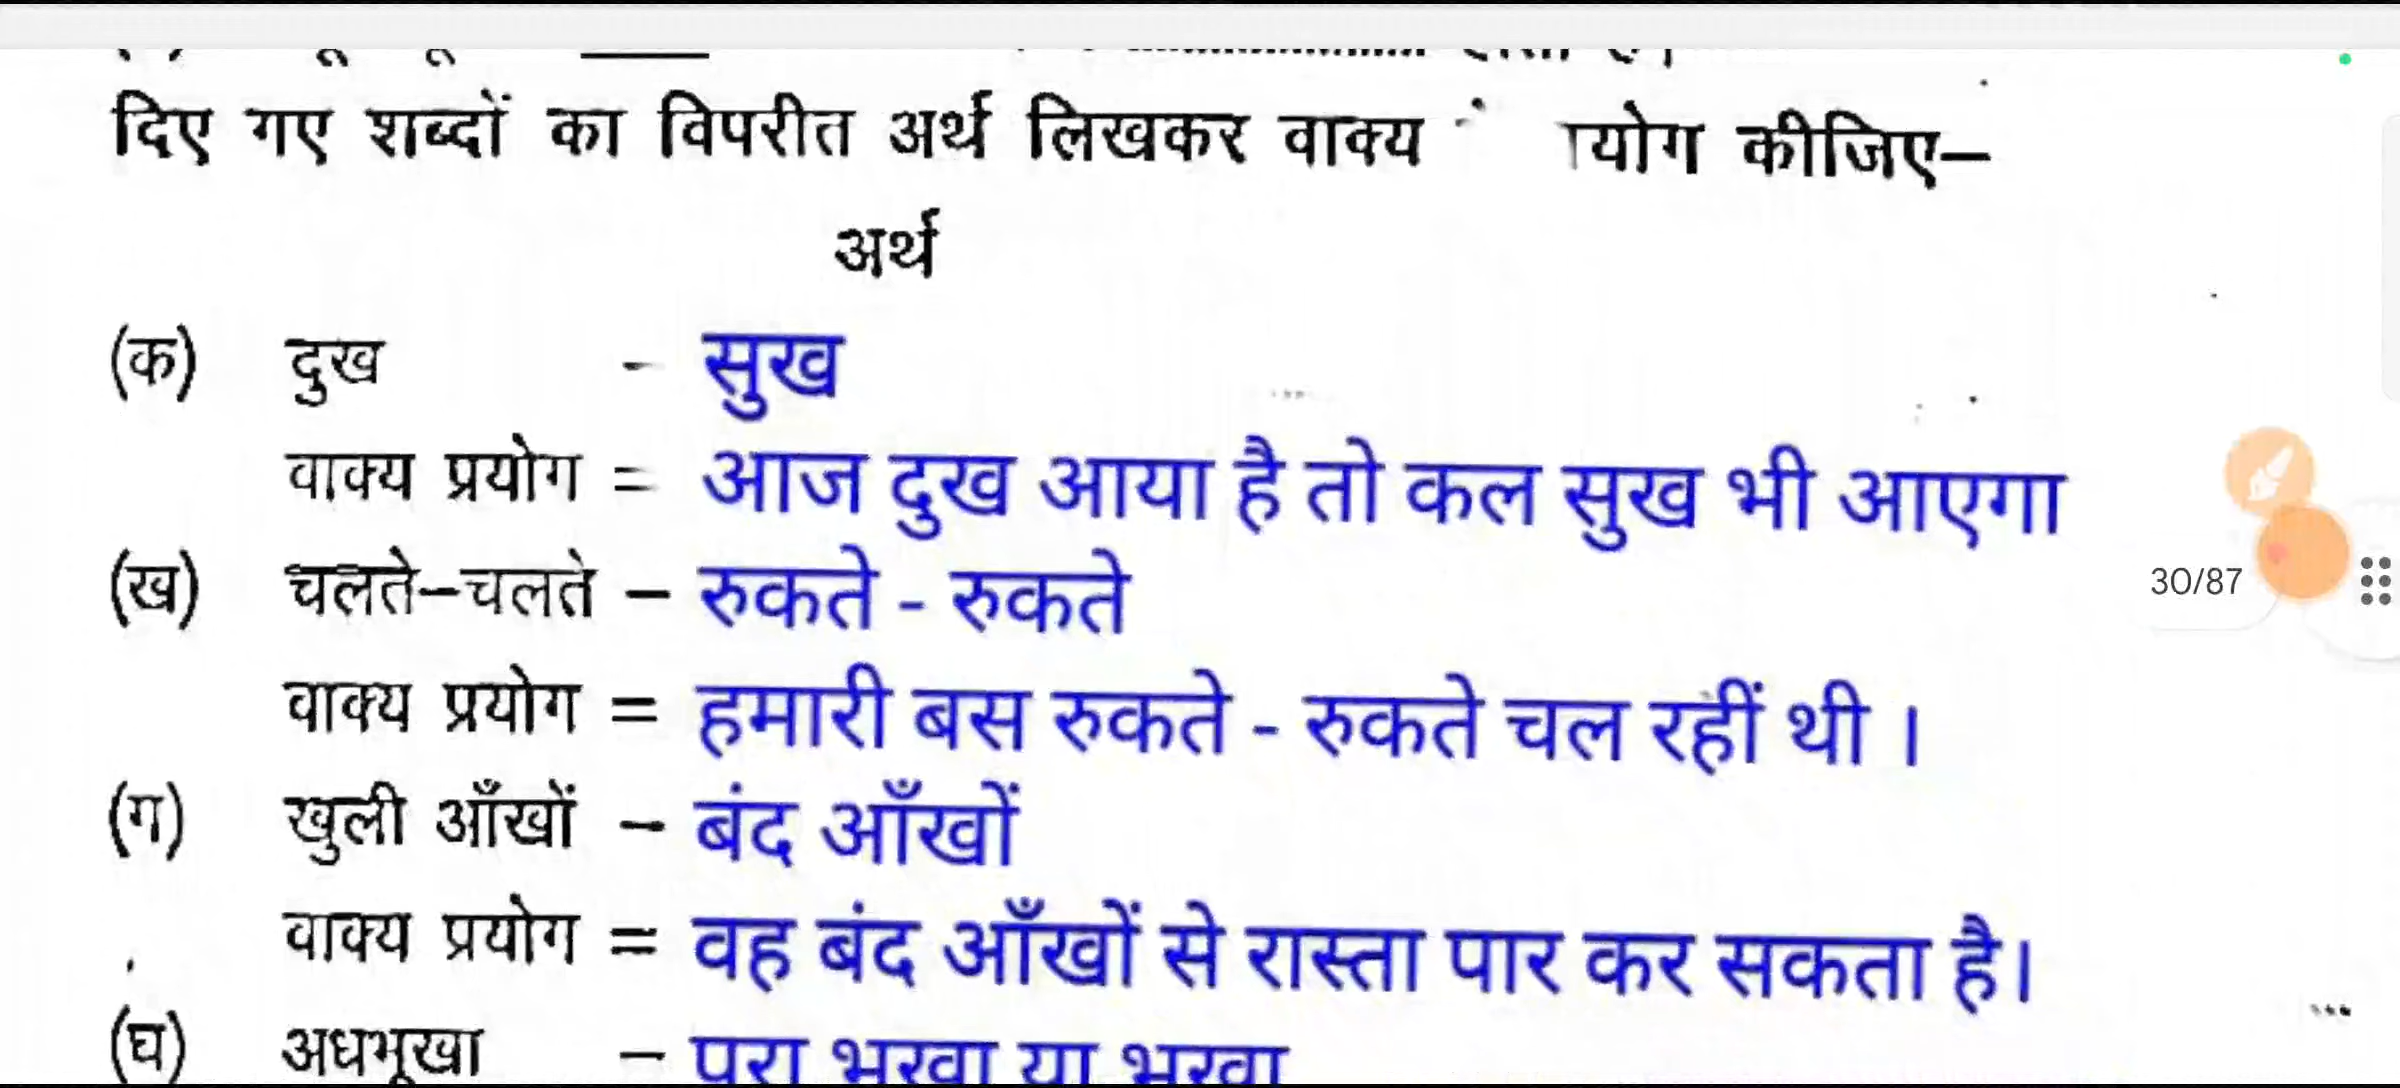 दिए गए शब्दों का विपरीत अर्थ लिखकर वाक्य कीजिए–
अर्थ
(क) दुख - सुख
वाक्य प्रयोग = आज दुख आया है तो कल सुख भी आएगा
(ख) चलते–चलते – रुकते - रुकते
वाक्य प्रयोग = हमारी बस रुकते - रुकते चल रहीं थी ।
30/87
(ग) खुली आँखों – बंद आँखों
वाक्य प्रयोग = वह बंद आँखों से रास्ता पार कर सकता है।
(घ) अधभूखा – पूरा भूखा या भूखा